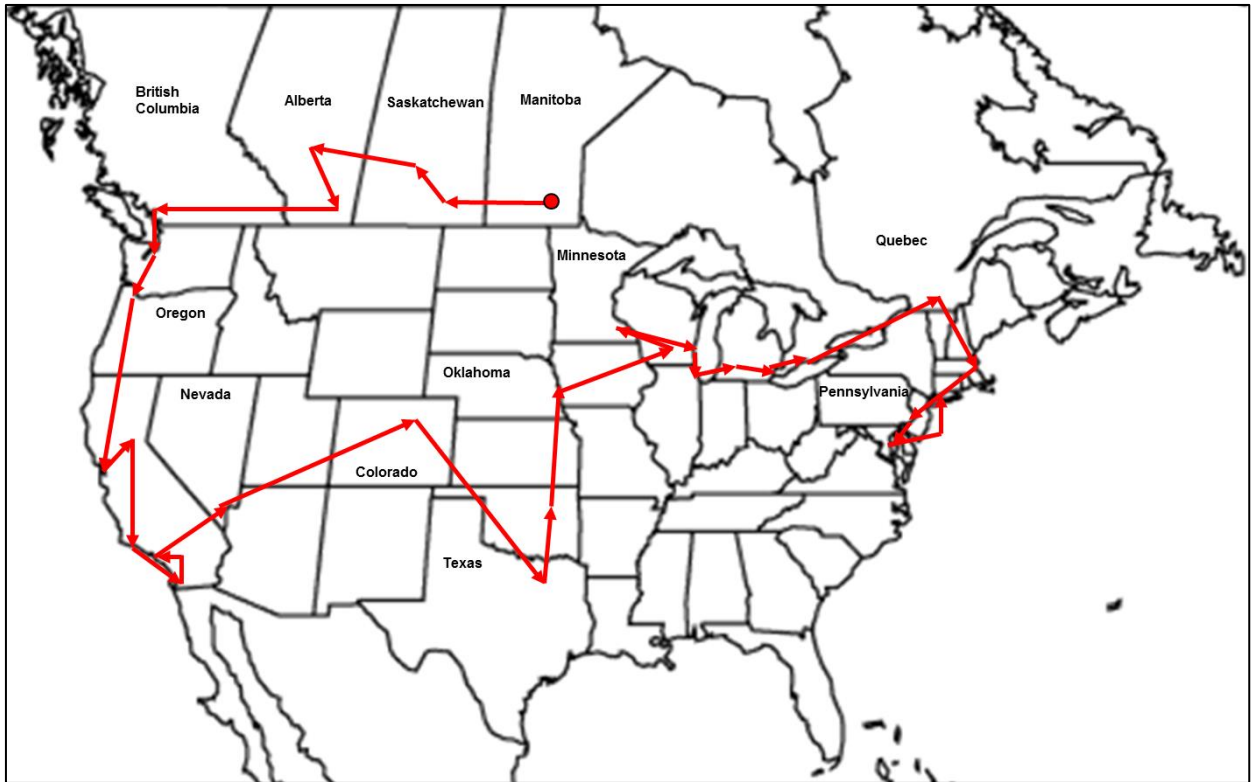 British
Columbia
Alberta
Saskatchewan
Manitoba
Quebec
Minnesota
Oregon
Oklahoma
Nevada
Pennsylvania
Colorado
Texas